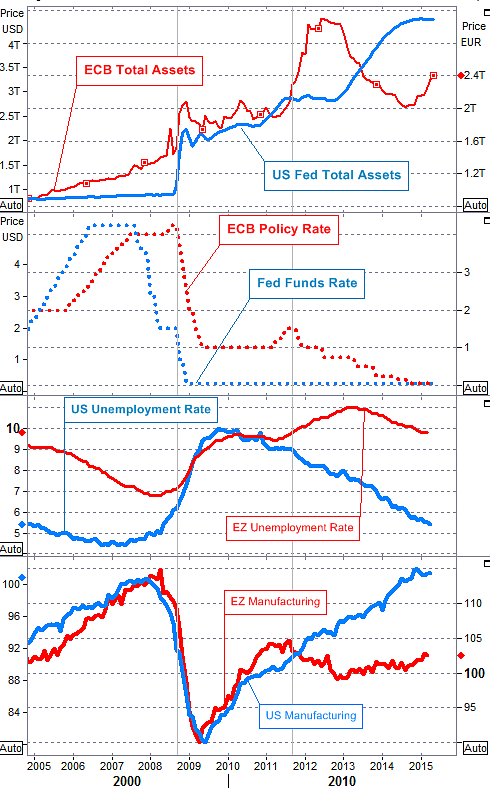 Price
USD
4T
3.5T
3T
2.5T
2T
1.5T
1T
Auto
ECB Total Assets
US Fed Total Assets
Price
EUR
2.4T
2T
1.6T
1.2T
Auto
Price
USD
4
3
2
1
Auto
ECB Policy Rate
Fed Funds Rate
3
2
1
Auto
10
9
8
7
6
5
Auto
US Unemployment Rate
EZ Unemployment Rate
100
96
92
88
84
Auto
EZ Manufacturing
US Manufacturing
110
105
100
95
Auto
2005 2006 2007 2008 2009 2010 2011 2012 2013 2014 2015
2000 2010